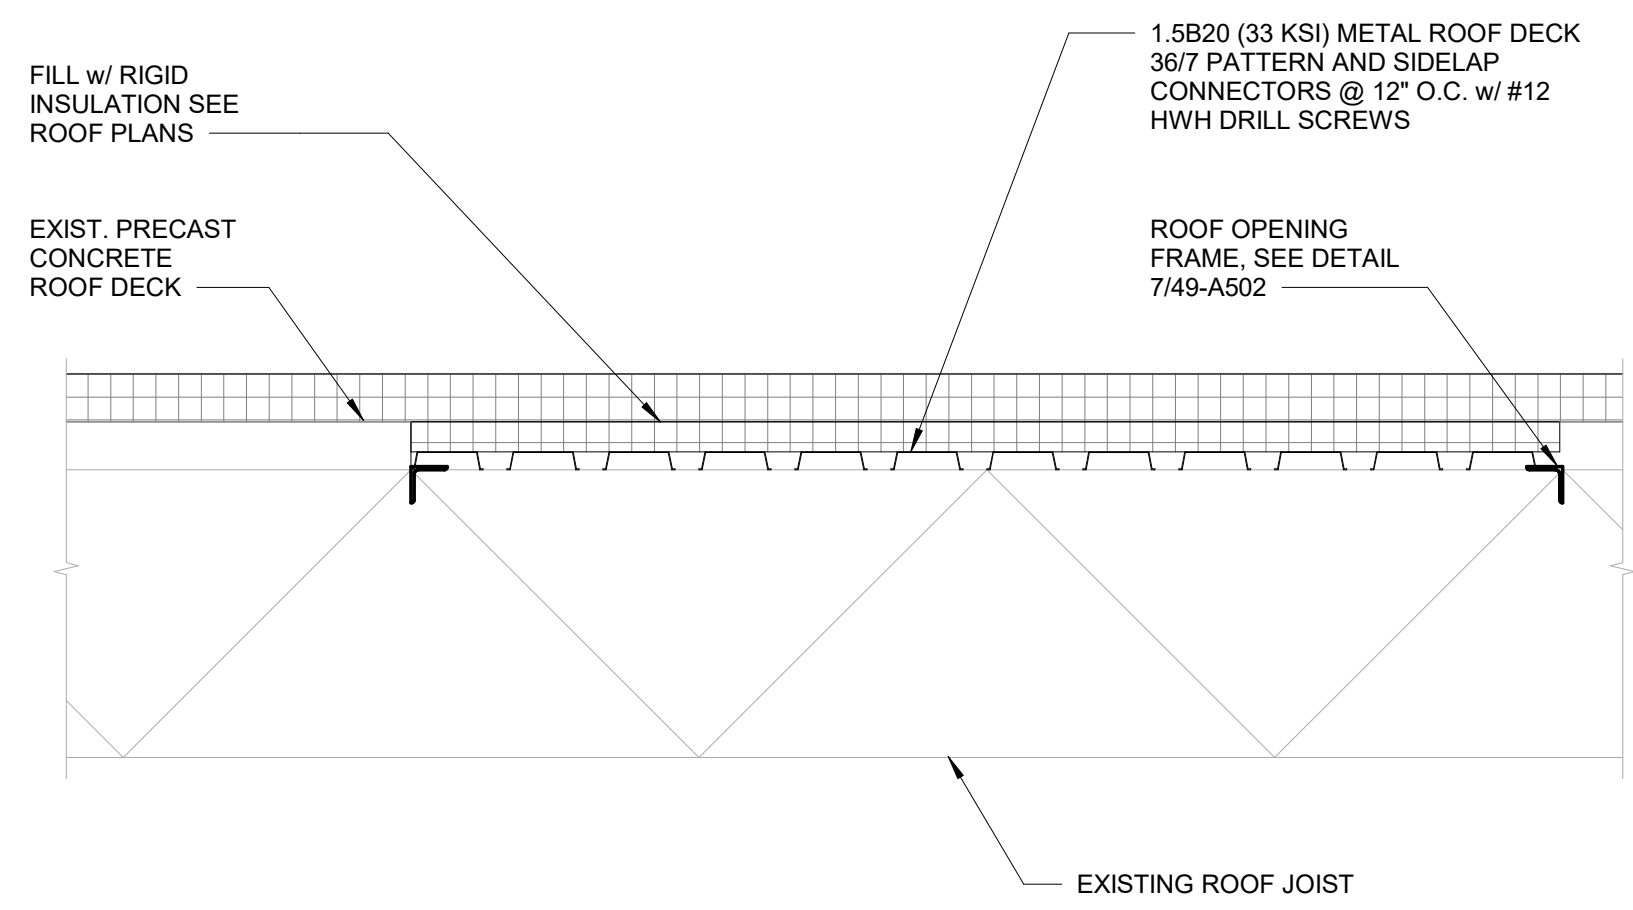 FILL w/ RIGID
INSULATION SEE
ROOF PLANS
EXIST. PRECAST
CONCRETE
ROOF DECK
1.5B20 (33 KSI) METAL ROOF DECK
36/7 PATTERN AND SIDELAP
CONNECTORS @ 12" O.C. w/ #12
HWH DRILL SCREWS
ROOF OPENING
FRAME, SEE DETAIL
7/49-A502
EXISTING ROOF JOIST